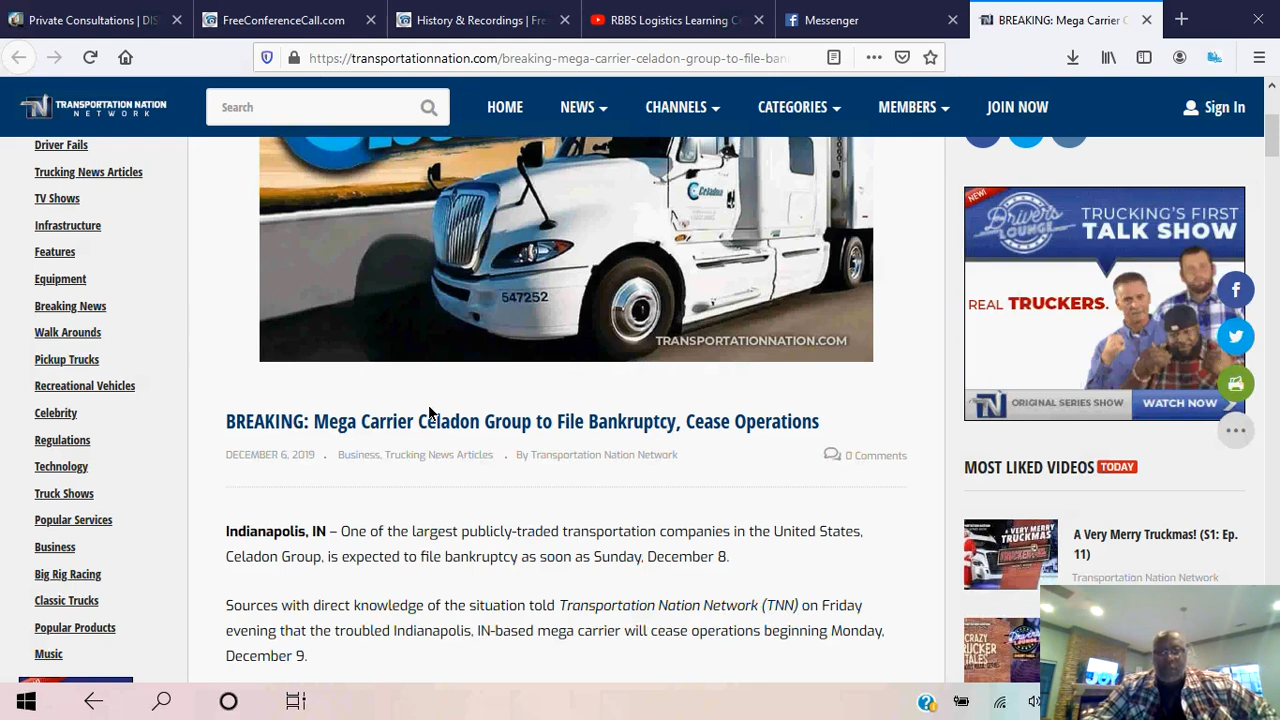 Private Consultations | DIS
FreeConferenceCall.com
History & Recordings | Fre
RBBS Logistics Learning C
Messenger
BREAKING: Mega Carrier C
https://transportationnation.com/breaking-mega-carrier-celadon-group-to-file-ban
TRANSPORTATION NATION
NETWORK
Search
HOME
NEWS
CHANNELS
CATEGORIES
MEMBERS
JOIN NOW
Sign In
Driver Fails
Trucking News Articles
TV Shows
Infrastructure
Features
Equipment
Breaking News
Walk Arounds
Pickup Trucks
Recreational Vehicles
Celebrity
Regulations
Technology
Truck Shows
Popular Services
Business
Big Rig Racing
Classic Trucks
Popular Products
Music
Celadon
547252
TRANSPORTATIONNATION.COM
BREAKING: Mega Carrier Celadon Group to File Bankruptcy, Cease Operations
DECEMBER 6, 2019 . Business, Trucking News Articles . By Transportation Nation Network
0 Comments
Indianapolis, IN – One of the largest publicly-traded transportation companies in the United States,
Celadon Group, is expected to file bankruptcy as soon as Sunday, December 8.
Sources with direct knowledge of the situation told Transportation Nation Network (TNN) on Friday
evening that the troubled Indianapolis, IN-based mega carrier will cease operations beginning Monday,
December 9.
NEW!
DRIVERS
LOUNGE
TRUCKING'S FIRST
TALK SHOW
REAL TRUCKERS.
ORIGINAL SERIES SHOW
WATCH NOW
MOST LIKED VIDEOS TODAY
A Very Merry Truckmas! (S1: Ep.
11)
Transportation Nation Network
CRAZY
TRUCKER
TALES
JOY